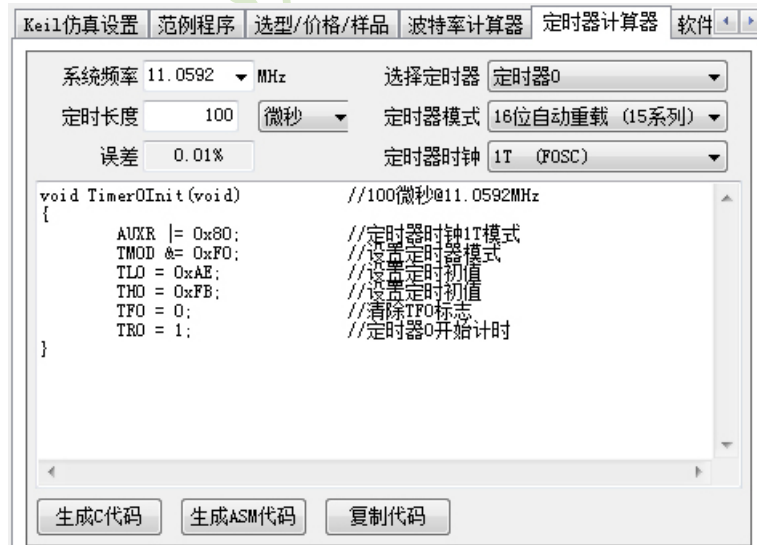 Keil仿真设置 范例程序 选型/价格/样品 波特率计算器 定时器计算器 软件
系统频率 11.0592 MHz 选择定时器 定时器0
定时长度 100 微秒 定时器模式 16位自动重载 (15系列)
误差 0.01% 定时器时钟 1T (FOSC)
void Timer0Init(void) //100微秒@11.0592MHz
{
AUXR |= 0x80; //定时器时钟1T模式
TMOD &= 0xF0; //设置定时器模式
TL0 = 0xAE; //设置定时初值
TH0 = 0xFB; //设置定时初值
TF0 = 0; //清除TF0标志
TR0 = 1; //定时器0开始计时
}
生成C代码 生成ASM代码 复制代码